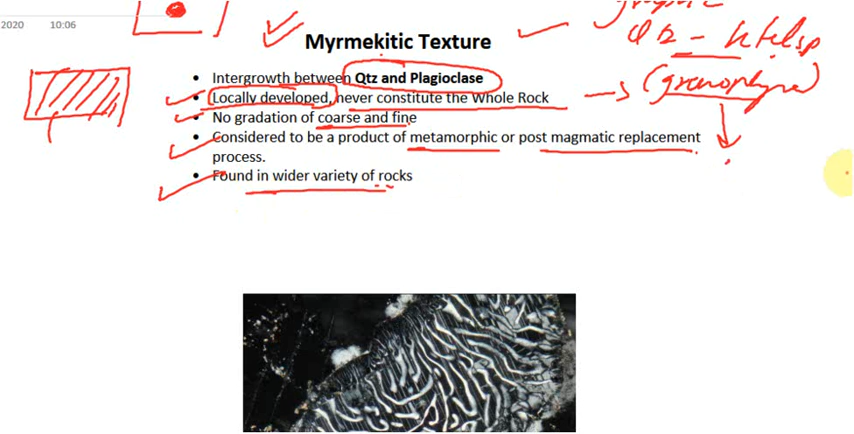 2020 10:06
Myrmekitic Texture
Qtz - kfelsp
• Intergrowth between Qtz and Plagioclase
(granophyre)
• Locally developed, never constitute the Whole Rock
• No gradation of coarse and fine
• Considered to be a product of metamorphic or post magmatic replacement
process.
• Found in wider variety of rocks